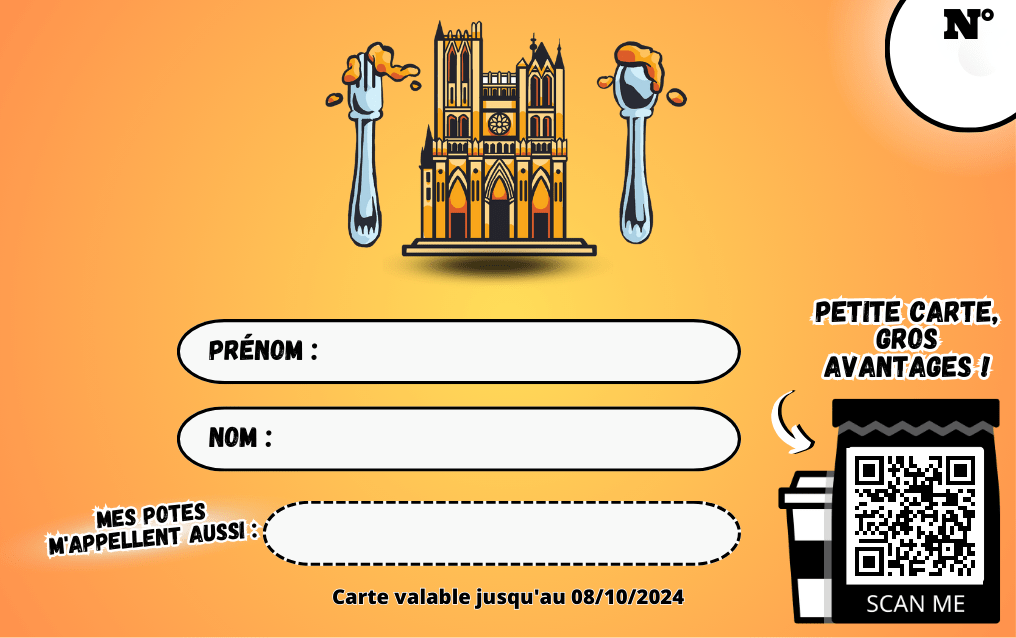 N°
PRÉNOM :
NOM :
MES POTES
M'APPELLENT AUSSI :
Carte valable jusqu'au 08/10/2024
PETITE CARTE,
GROS
AVANTAGES !
SCAN ME